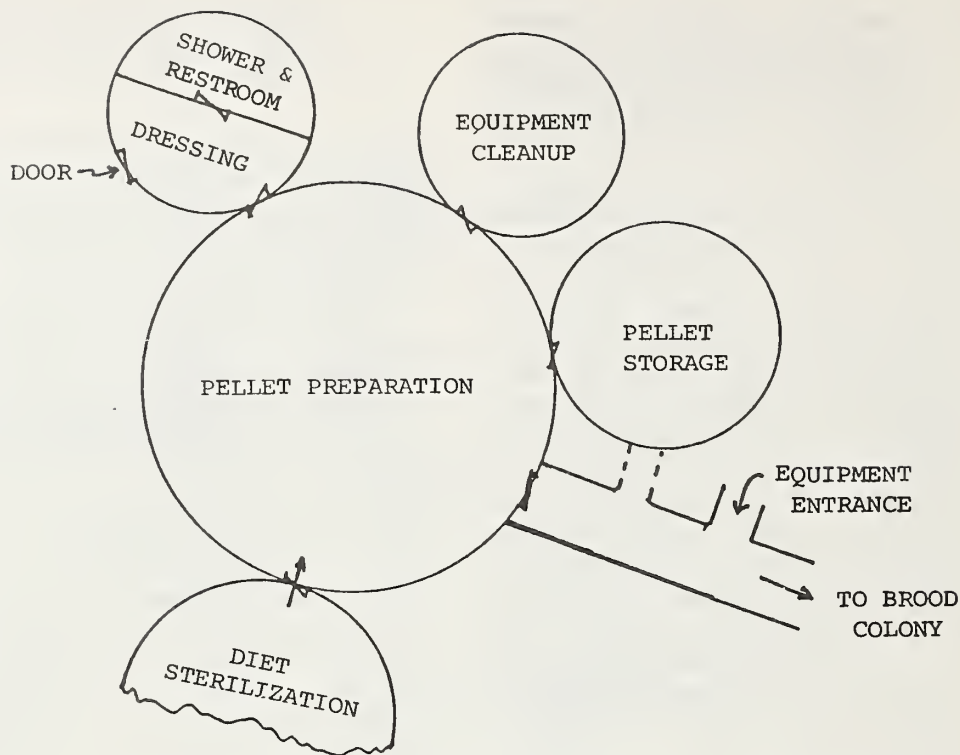 SHOWER &
RESTROOM
DRESSING
DOOR
EQUIPMENT
CLEANUP
PELLET
STORAGE
PELLET PREPARATION
EQUIPMENT
ENTRANCE
TO BROOD
COLONY
DIET
STERILIZATION